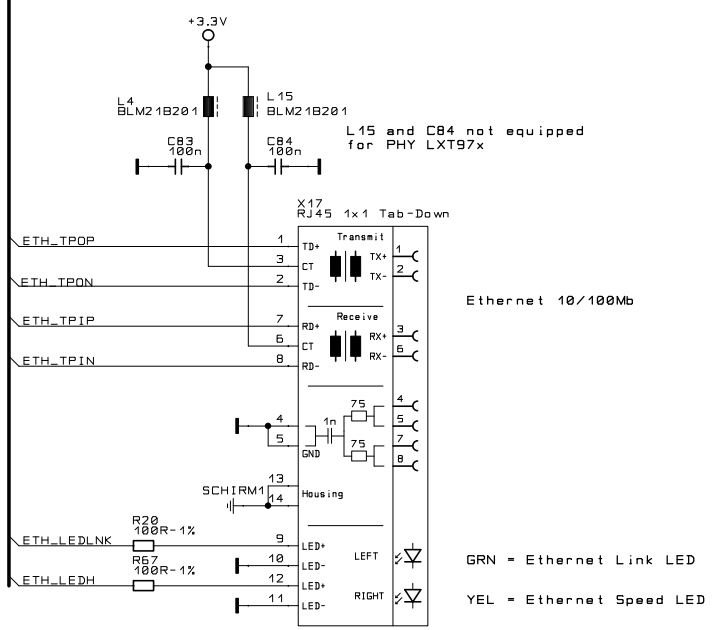 +3.3V
L4
BLM21B201
L15
BLM21B201
C83
100n
C84
100n
L15 and C84 not equipped
for PHY LXT97x
X17
RJ45 1x1 Tab-Down
Transmit
ETH_TPOP 1 TD+ TX+ 1
3 CT TX- 2
ETH_TPON 2 TD-
Ethernet 10/100Mb
Receive
ETH_TPIP 7 RD+ RX+ 3
6 CT RX- 6
ETH_TPIN 8 RD-
75 4
4 1n 5
5 GND 75 7
8
13
SCHIRM1 14 Housing
R20
100R-1%
ETH_LEDLNK 9 LED+
10 LED- LEFT
GRN = Ethernet Link LED
R67
100R-1%
ETH_LEDH 12 LED+
11 LED- RIGHT
YEL = Ethernet Speed LED